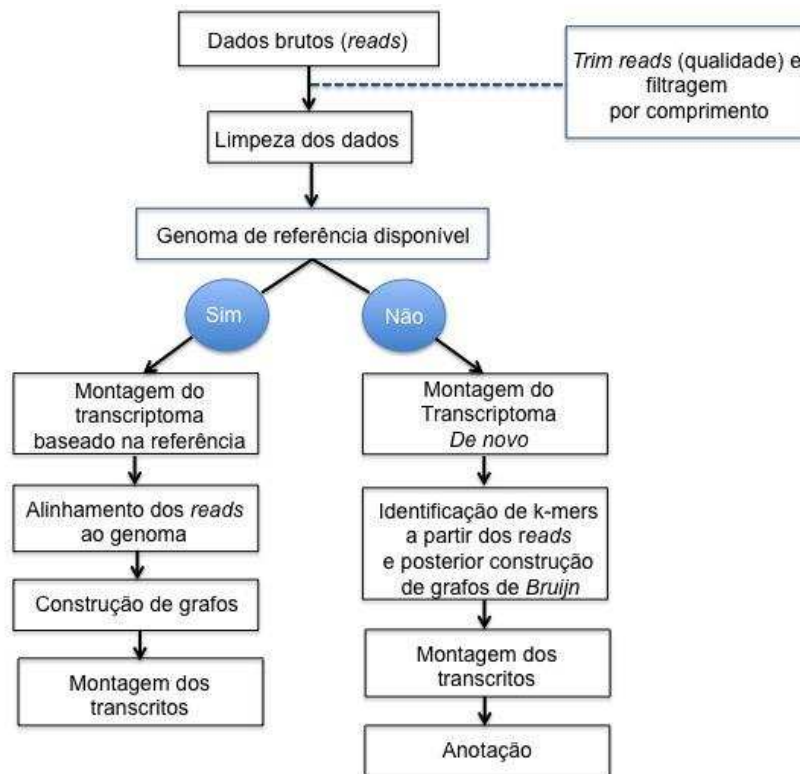 Dados brutos (reads)
Trim reads (qualidade) e
filtragem
por comprimento
Limpeza dos dados
Genoma de referência disponível
Sim
Não
Montagem do
transcriptoma
baseado na referência
Alinhamento dos reads
ao genoma
Construção de grafos
Montagem dos
transcritos
Montagem do
Transcriptoma
De novo
Identificação de k-mers
a partir dos reads
e posterior construção
de grafos de Bruijn
Montagem dos
transcritos
Anotação